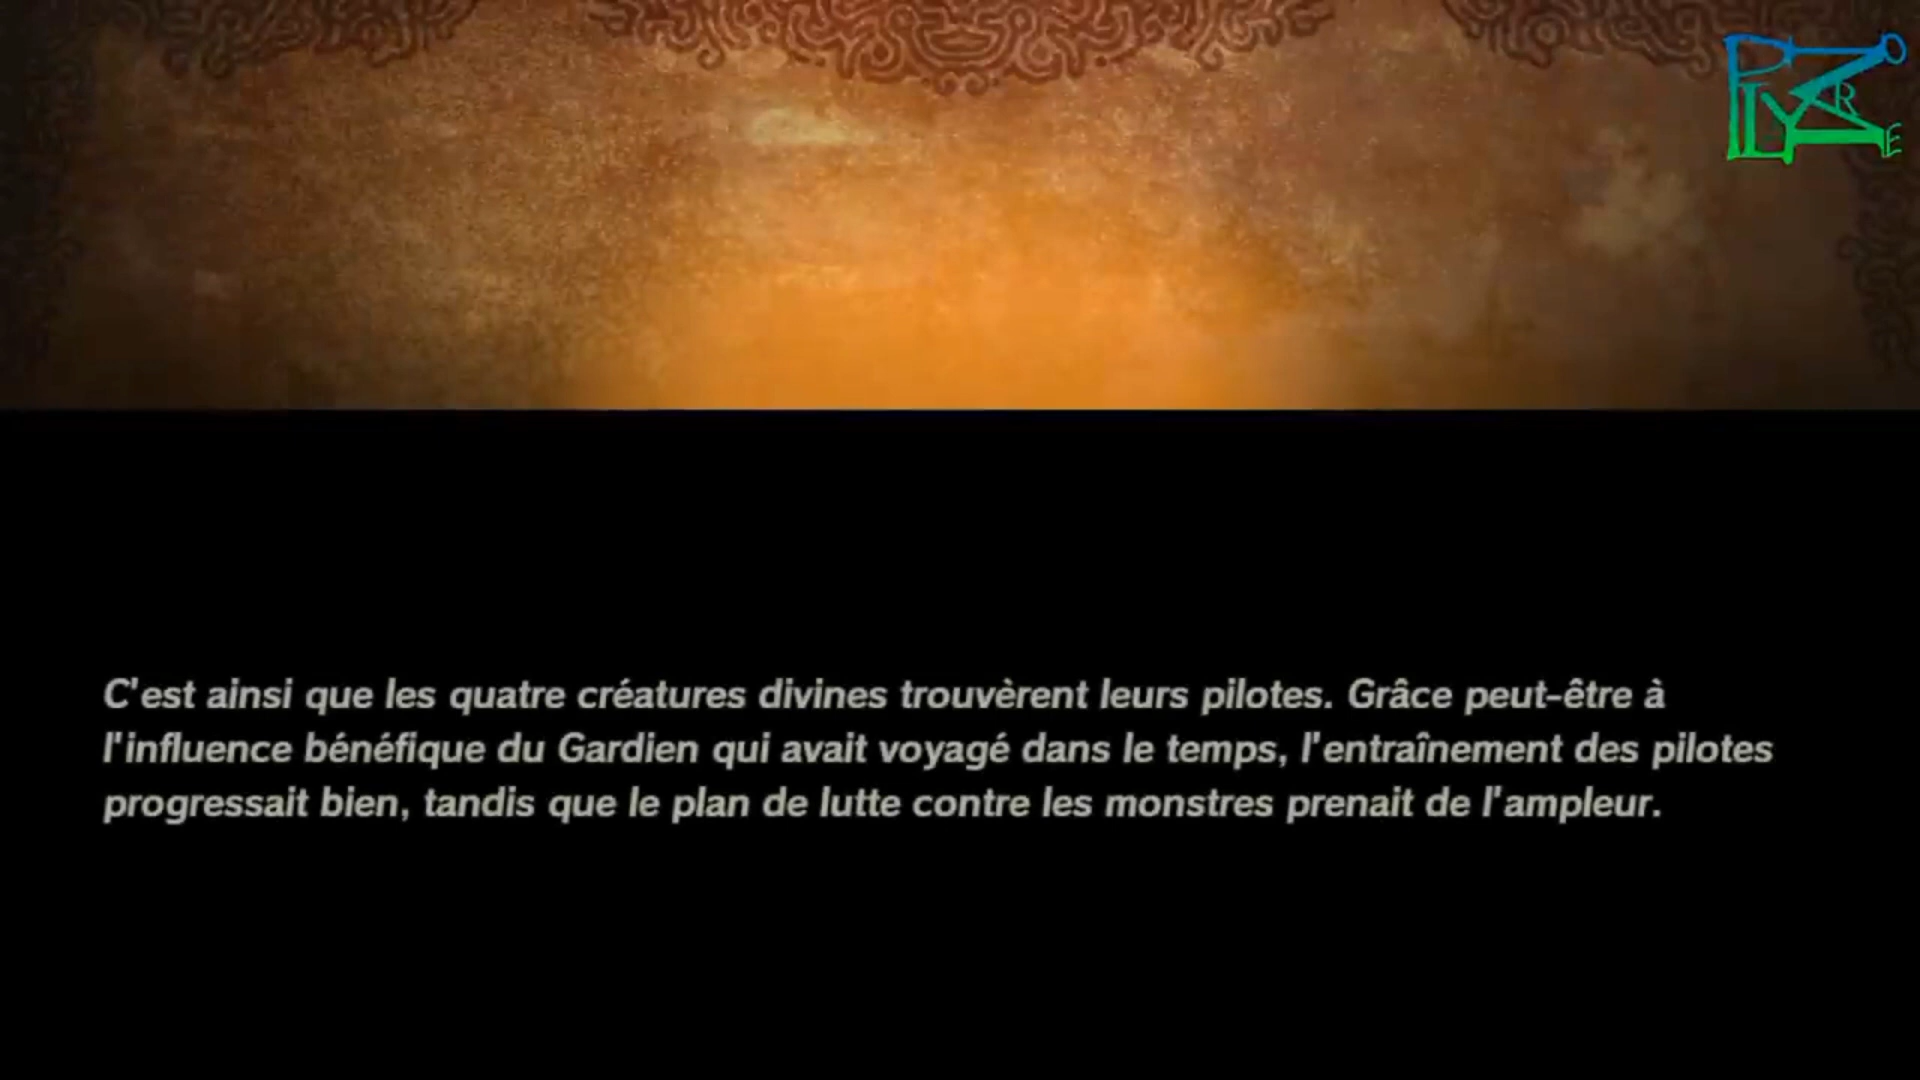 C'est ainsi que les quatre créatures divines trouvèrent leurs pilotes. Grâce peut-être à
l'influence bénéfique du Gardien qui avait voyagé dans le temps, l'entraînement des pilotes
progressait bien, tandis que le plan de lutte contre les monstres prenait de l'ampleur.